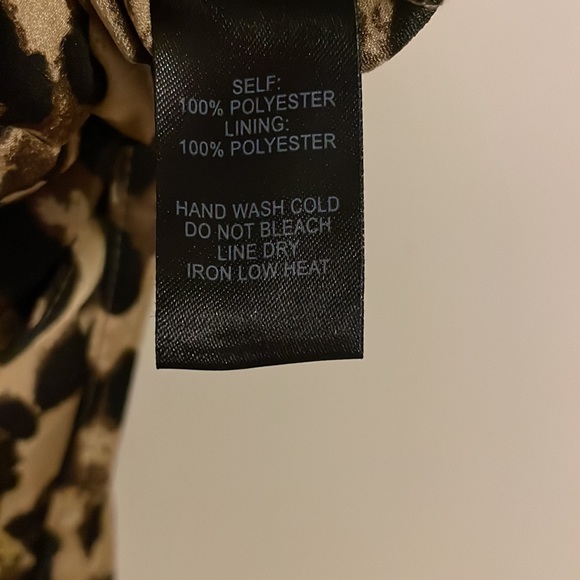 SELF:
100% POLYESTER
LINING:
100% POLYESTER
HAND WASH COLD
DO NOT BLEACH
LINE DRY
IRON LOW HEAT